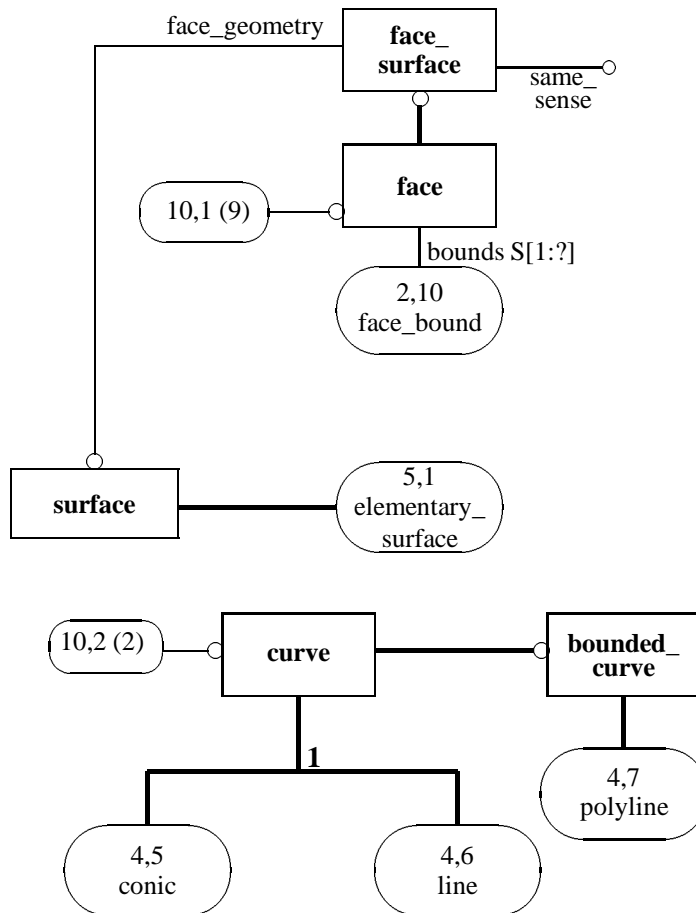 face_geometry
face_
surface
same_
sense
face
10,1 (9)
bounds S[1:?]
2,10
face_bound
surface
5,1
elementary_
surface
10,2 (2)
curve
bounded_
curve
1
4,7
polyline
4,5
conic
4,6
line